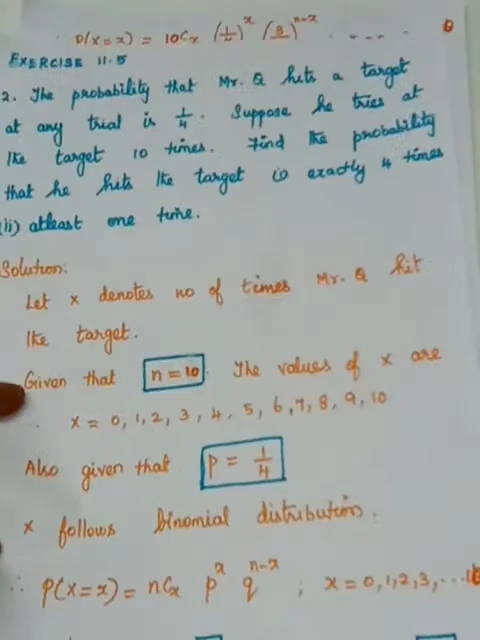 P(X=x) = 10Cx (1/4)^x (3/4)^n-x .....
EXERCISE 11.5
2. The probability that Mr. Q hits a target
at any trial is 1/4. Suppose he tries at
the target 10 times. Find the probability
that he hits the target (i) exactly 4 times
(ii) atleast one time.
Solution:
Let x denotes no of times Mr. Q hit
the target.
Given that n = 10. The values of x are
x = 0, 1, 2, 3, 4, 5, 6, 7, 8, 9, 10
Also given that p = 1/4
x follows binomial distribution.
∴ P(X=x) = nCx p^x q^n-x ; x = 0,1,2,3,...10